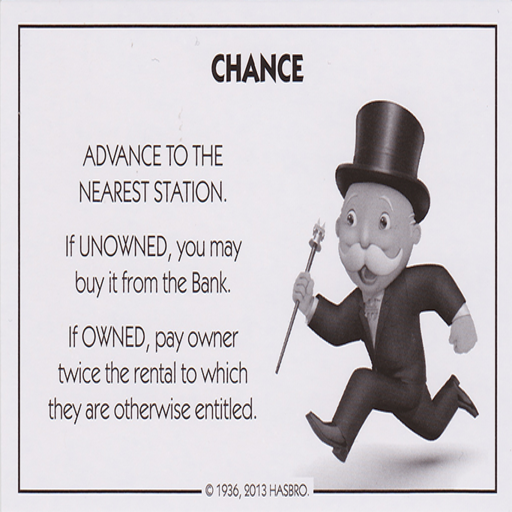 CHANCE
ADVANCE TO THE
NEAREST STATION.
If UNOWNED, you may
buy it from the Bank.
If OWNED, pay owner
twice the rental to which
they are otherwise entitled.
© 1936, 2013 HASBRO.